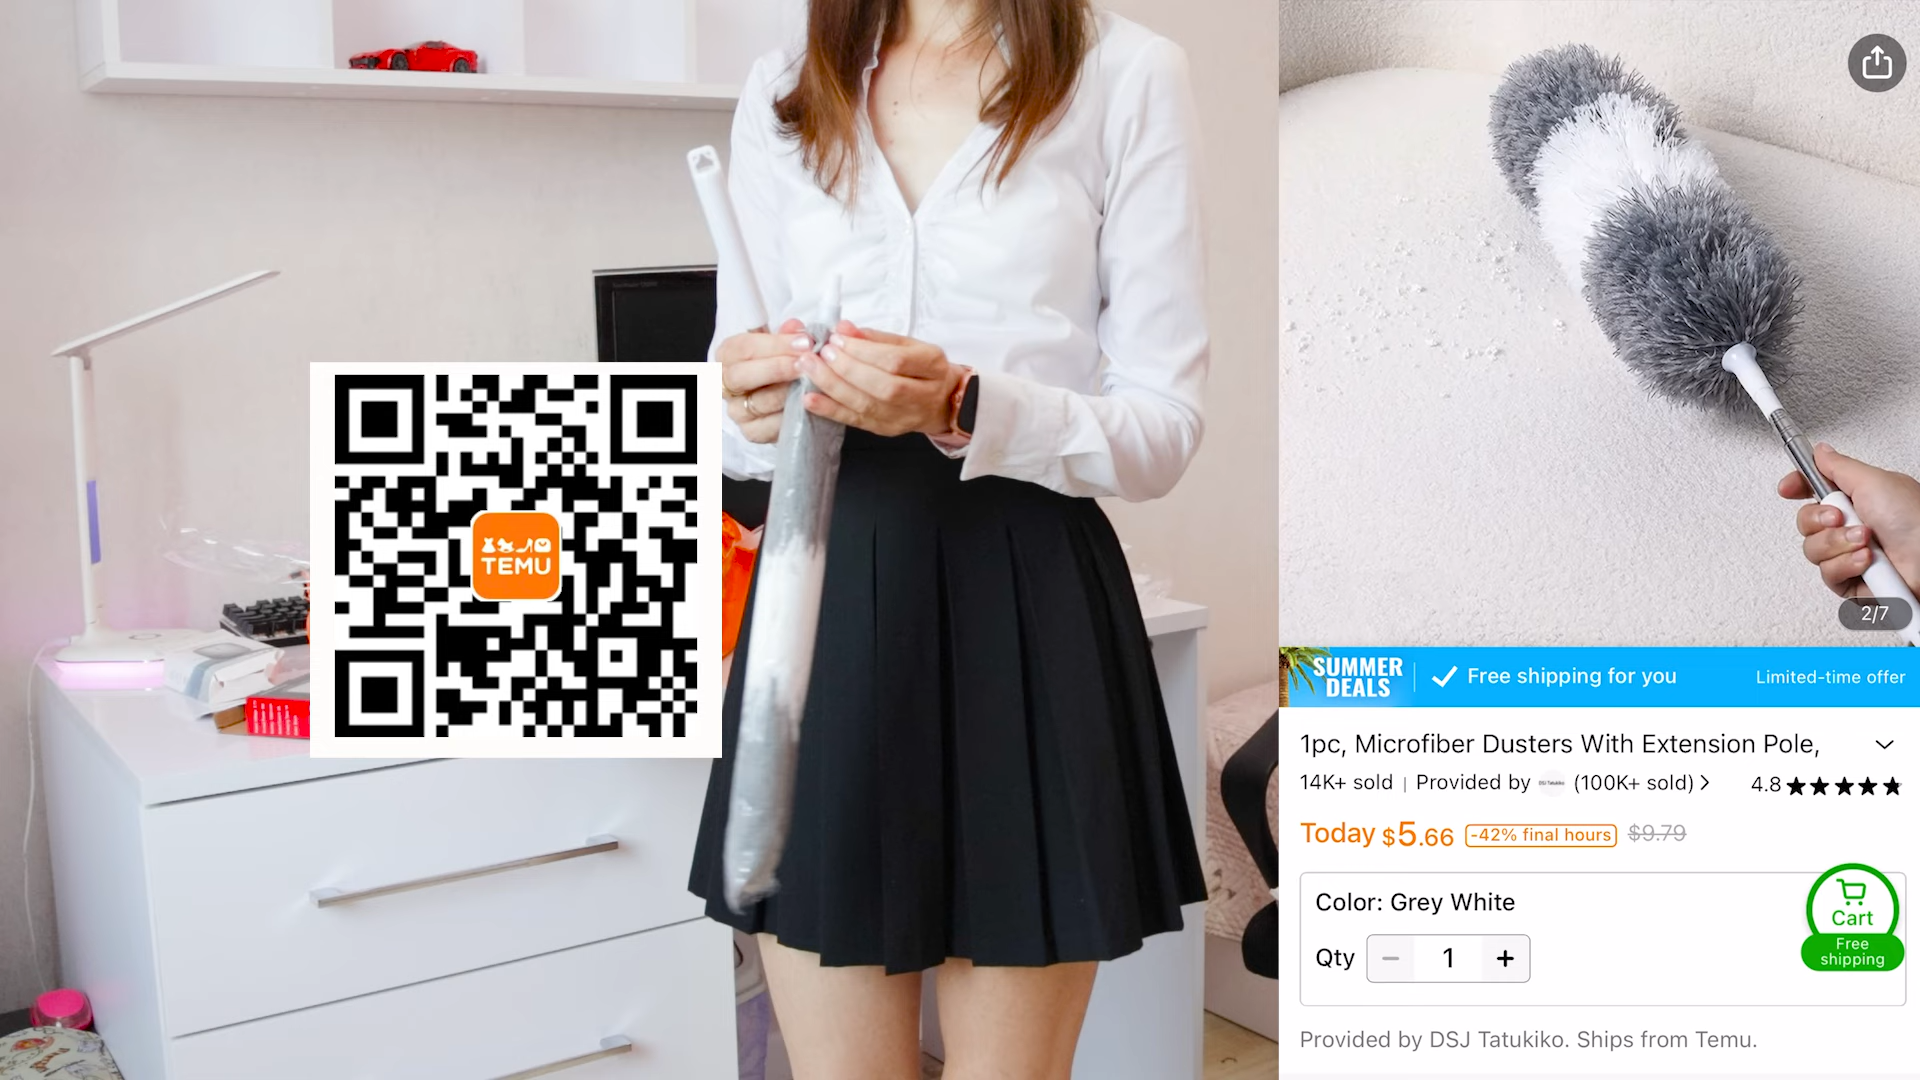 TEMU
2/7
SUMMER
DEALS
Free shipping for you
Limited-time offer
1pc, Microfiber Dusters With Extension Pole,
14K+ sold | Provided by (100K+ sold) >
4.8
Today $5.66 -42% final hours $9.79
Color: Grey White
Qty − 1 +
Cart
Free
shipping
Provided by DSJ Tatukiko. Ships from Temu.